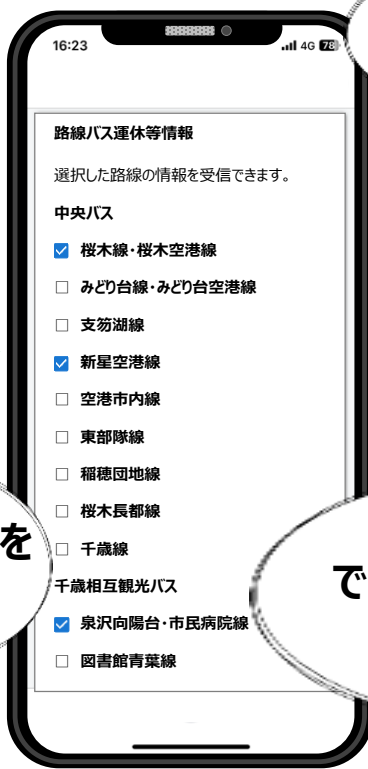 16:23
4G 78
路線バス運休等情報
選択した路線の情報を受信できます。
中央バス
桜木線・桜木空港線
みどり台線・みどり台空港線
支笏湖線
新星空港線
空港市内線
東部隊線
稲穂団地線
桜木長都線
を
千歳線
で
千歳相互観光バス
泉沢向陽台・市民病院線
図書館青葉線